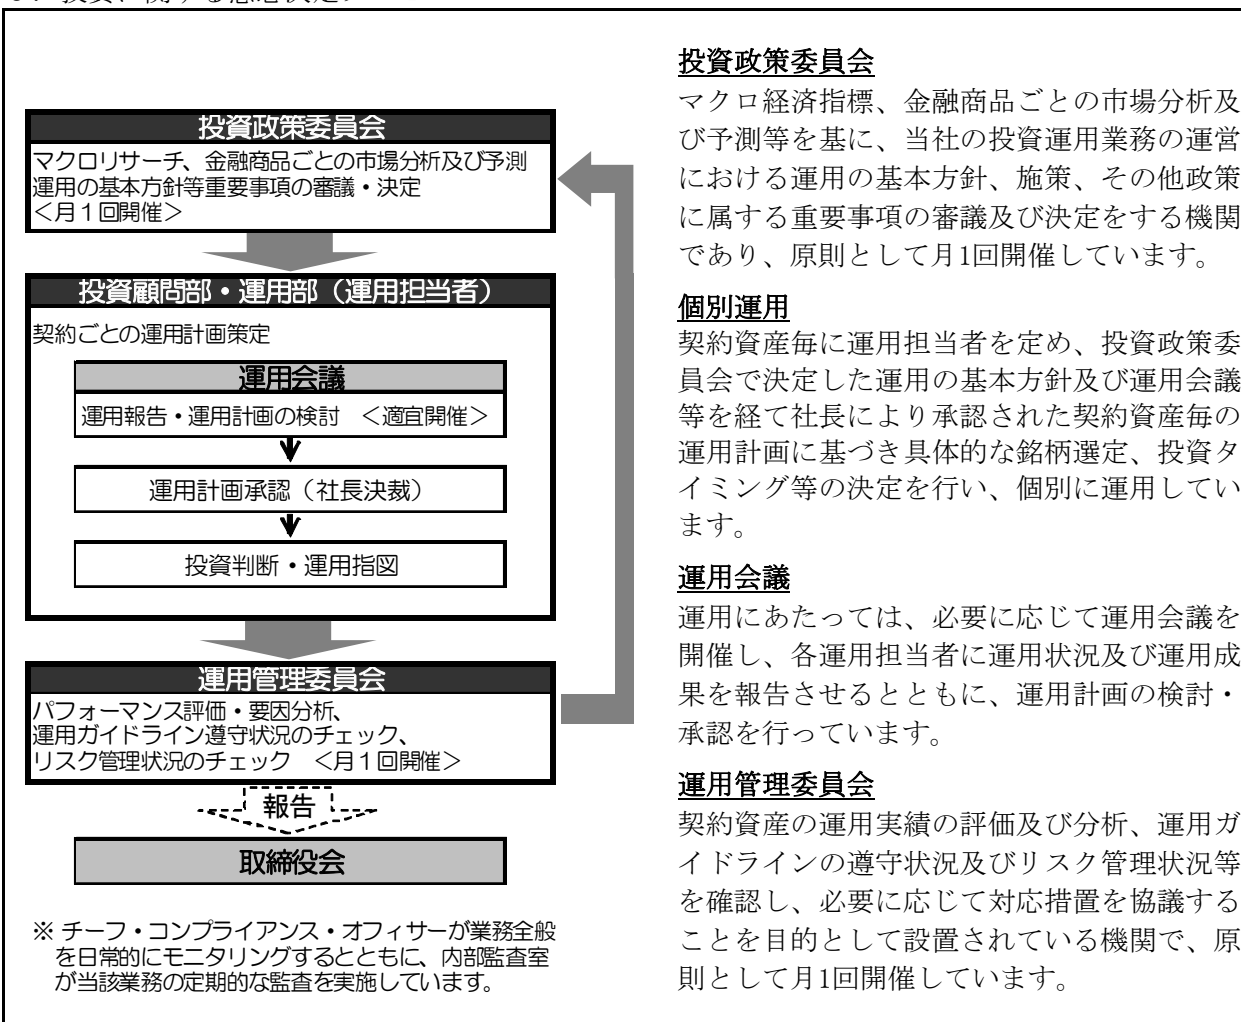 投資政策委員会
マクロリサーチ、金融商品ごとの市場分析及び予測
運用の基本方針等重要事項の審議・決定
＜月１回開催＞
投資顧問部・運用部（運用担当者）
契約ごとの運用計画策定
運用会議
運用報告・運用計画の検討　＜適宜開催＞
運用計画承認（社長決裁）
投資判断・運用指図
運用管理委員会
パフォーマンス評価・要因分析、
運用ガイドライン遵守状況のチェック、
リスク管理状況のチェック　＜月１回開催＞
報告
取締役会
※ チーフ・コンプライアンス・オフィサーが業務全般
を日常的にモニタリングするとともに、内部監査室
が当該業務の定期的な監査を実施しています。
投資政策委員会
マクロ経済指標、金融商品ごとの市場分析及
び予測等を基に、当社の投資運用業務の運営
における運用の基本方針、施策、その他政策
に属する重要事項の審議及び決定をする機関
であり、原則として月1回開催しています。
個別運用
契約資産毎に運用担当者を定め、投資政策委
員会で決定した運用の基本方針及び運用会議
等を経て社長により承認された契約資産毎の
運用計画に基づき具体的な銘柄選定、投資タ
イミング等の決定を行い、個別に運用してい
ます。
運用会議
運用にあたっては、必要に応じて運用会議を
開催し、各運用担当者に運用状況及び運用成
果を報告させるとともに、運用計画の検討・
承認を行っています。
運用管理委員会
契約資産の運用実績の評価及び分析、運用ガ
イドラインの遵守状況及びリスク管理状況等
を確認し、必要に応じて対応措置を協議する
ことを目的として設置されている機関で、原
則として月1回開催しています。